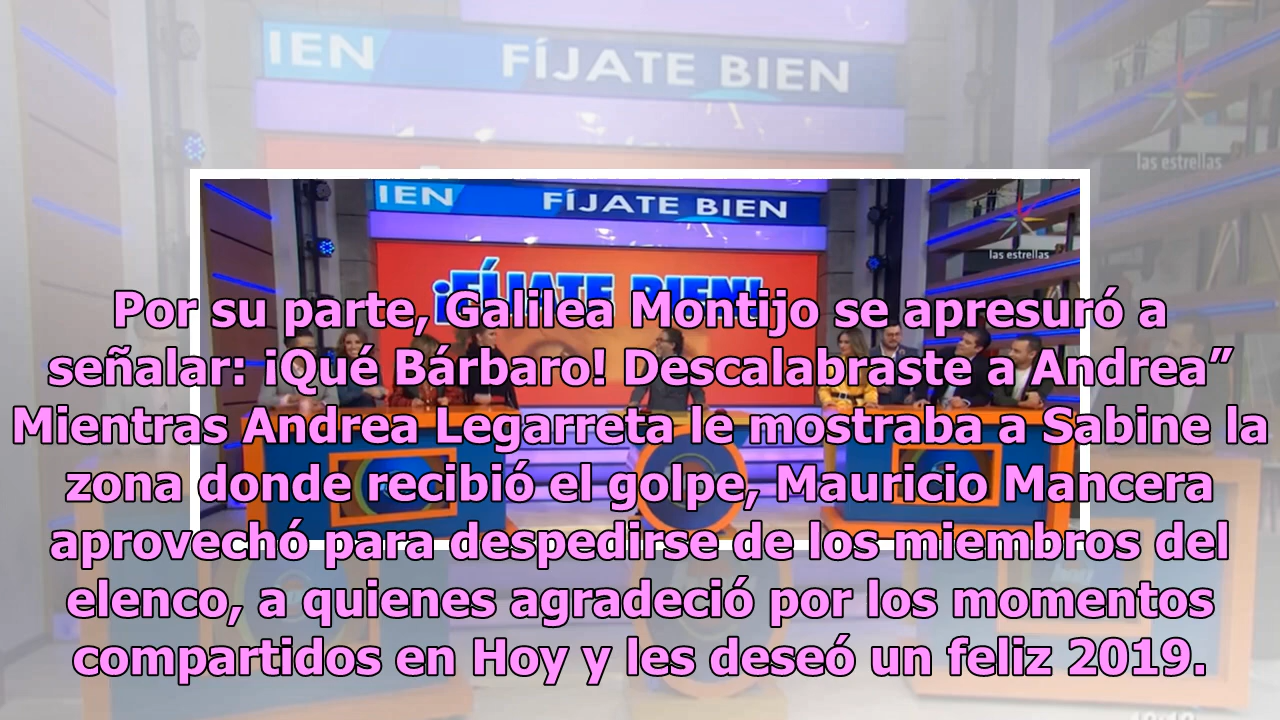 IEN
FÍJATE BIEN
las estrellas
IEN
FÍJATE BIEN
las estrellas
¡FÍJATE BIEN!
Por su parte, Galilea Montijo se apresuró a
señalar: ¡Qué Bárbaro! Descalabraste a Andrea”
Mientras Andrea Legarreta le mostraba a Sabine la
zona donde recibió el golpe, Mauricio Mancera
aprovechó para despedirse de los miembros del
elenco, a quienes agradeció por los momentos
compartidos en Hoy y les deseó un feliz 2019.